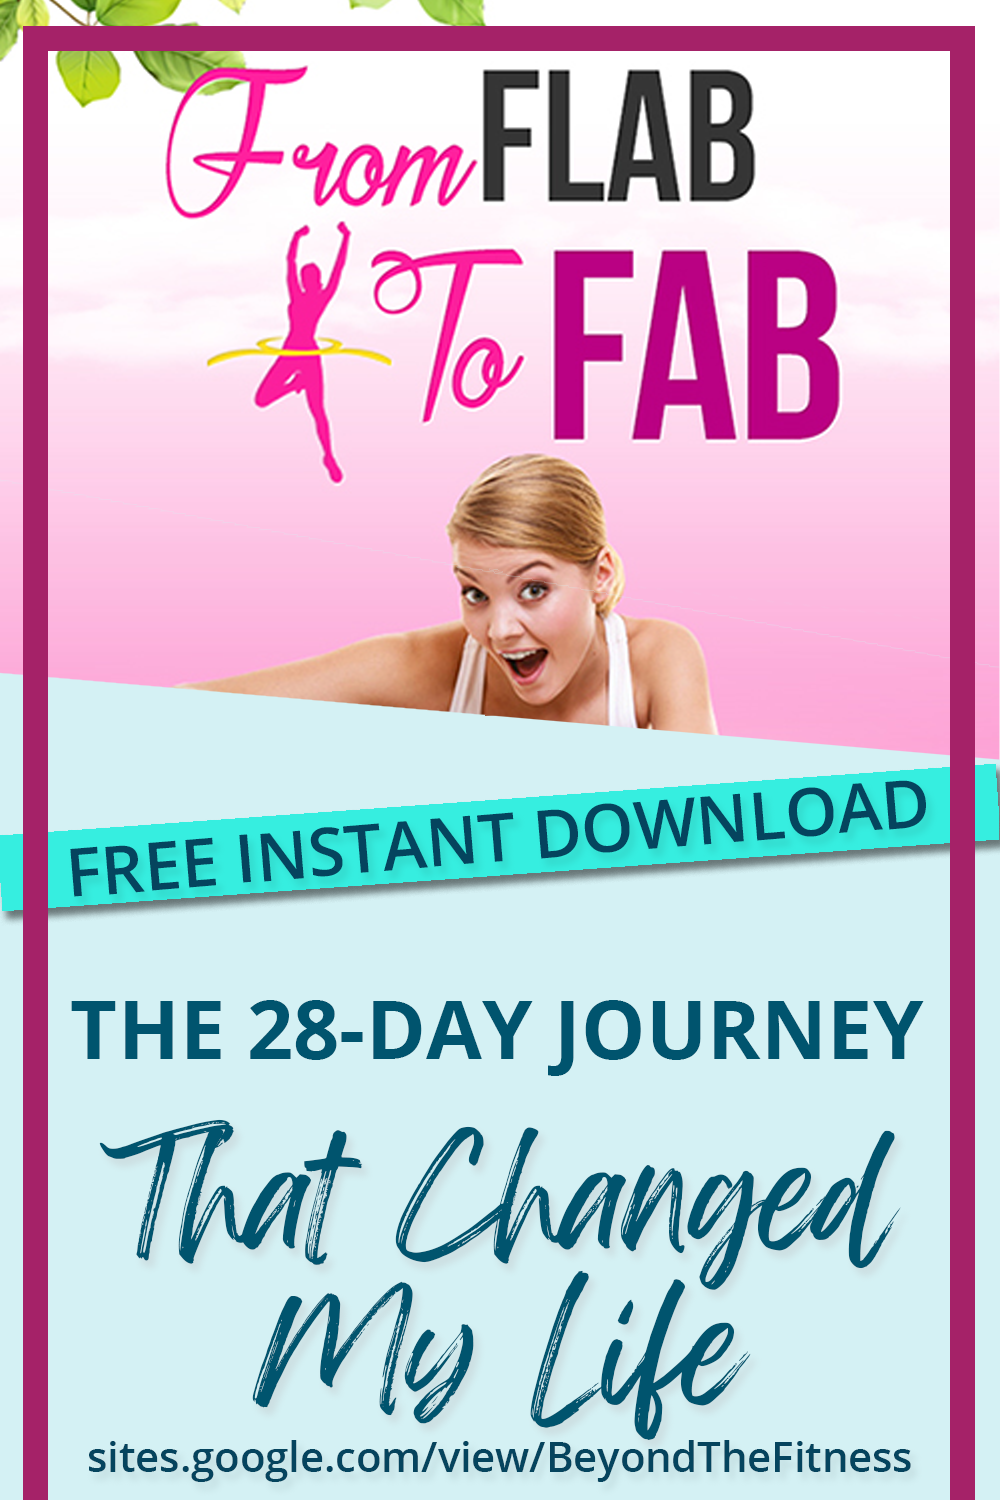 From FLAB
To FAB
FREE INSTANT DOWNLOAD
THE 28-DAY JOURNEY
That Changed
My Life
sites.google.com/view/BeyondTheFitness